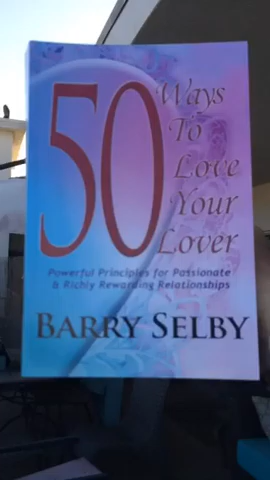 50
Ways
To
Love
Your
Lover
Powerful Principles for Passionate
& Richly Rewarding Relationships
BARRY SELBY